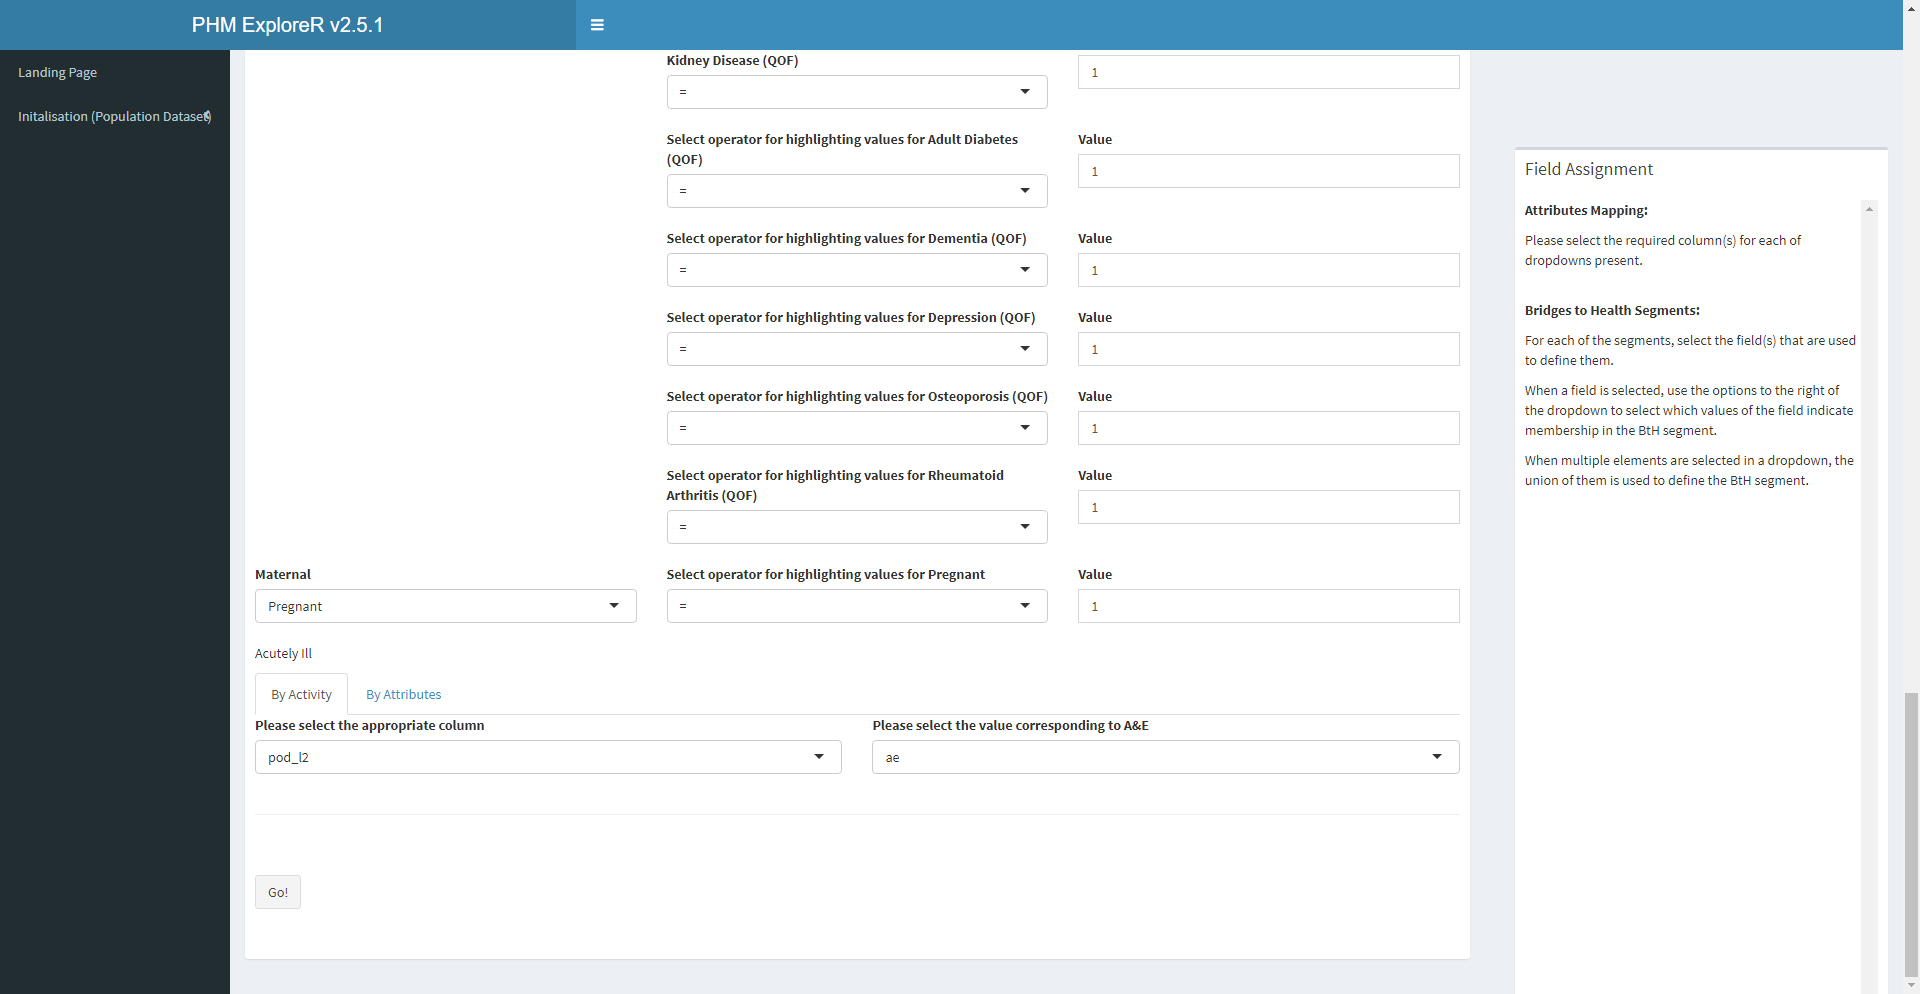 PHM ExploreR v2.5.1
Landing Page
Initalisation (Population Dataset)
Kidney Disease (QOF)
=
1
Select operator for highlighting values for Adult Diabetes
(QOF)
=
Value
1
Select operator for highlighting values for Dementia (QOF)
=
Value
1
Select operator for highlighting values for Depression (QOF)
=
Value
1
Select operator for highlighting values for Osteoporosis (QOF)
=
Value
1
Select operator for highlighting values for Rheumatoid
Arthritis (QOF)
=
Value
1
Maternal
Pregnant
Select operator for highlighting values for Pregnant
=
Value
1
Acutely Ill
By Activity
By Attributes
Please select the appropriate column
pod_l2
Please select the value corresponding to A&E
ae
Go!
Field Assignment
Attributes Mapping:
Please select the required column(s) for each of
dropdowns present.
Bridges to Health Segments:
For each of the segments, select the field(s) that are used
to define them.
When a field is selected, use the options to the right of
the dropdown to select which values of the field indicate
membership in the BtH segment.
When multiple elements are selected in a dropdown, the
union of them is used to define the BtH segment.